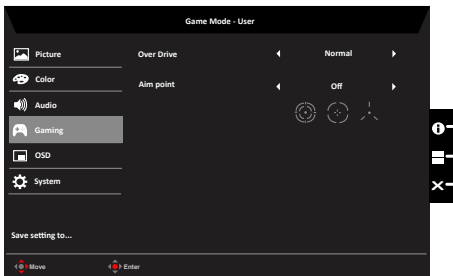 Game Mode - User
Picture
Over Drive Normal
Color
Aim point Off
Audio
Gaming
OSD
System
Save setting to...
Move Enter